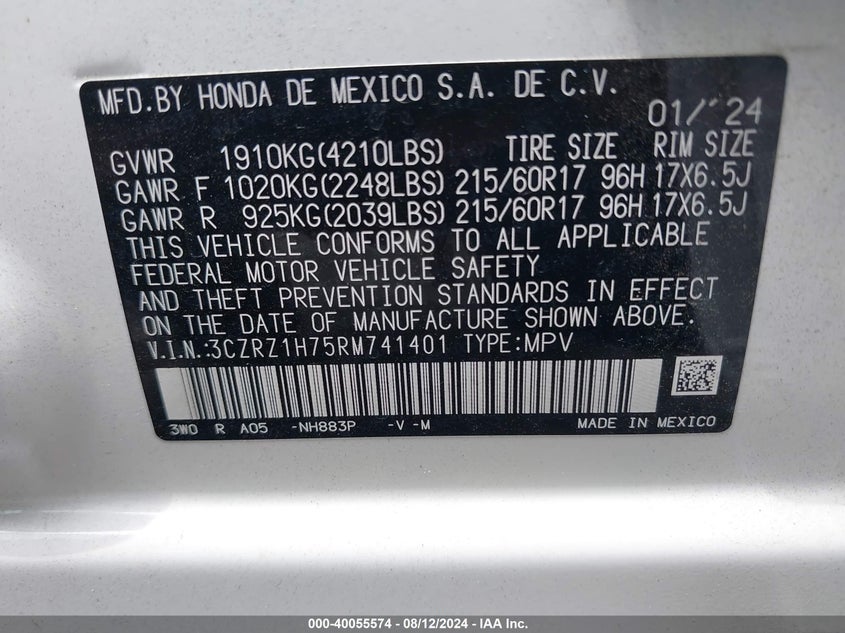 MFD.BY HONDA DE MEXICO S.A. DE C.V.
01/'24
GVWR 1910KG(4210LBS) TIRE SIZE RIM SIZE
GAWR F 1020KG(2248LBS) 215/60R17 96H 17X6.5J
GAWR R 925KG(2039LBS) 215/60R17 96H 17X6.5J
THIS VEHICLE CONFORMS TO ALL APPLICABLE
FEDERAL MOTOR VEHICLE SAFETY
AND THEFT PREVENTION STANDARDS IN EFFECT
ON THE DATE OF MANUFACTURE SHOWN ABOVE.
V.I.N.:3CZRZ1H75RM741401 TYPE:MPV
3W0 R A05 -NH883P -V -M MADE IN MEXICO
000-40055574 - 08/12/2024 - IAA Inc.